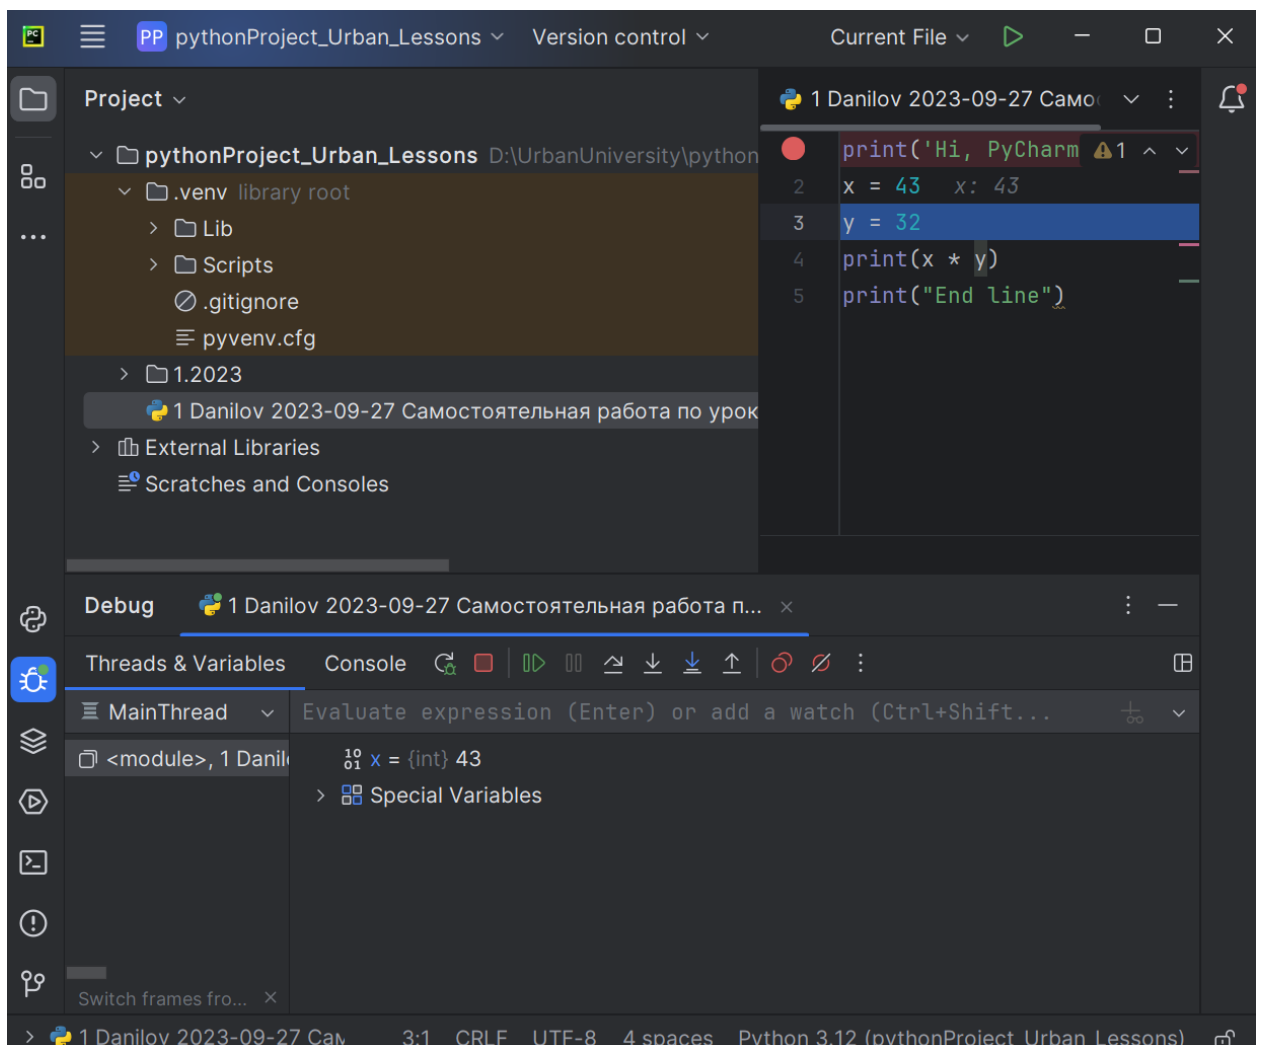 PC
PP pythonProject_Urban_Lessons Version control Current File
Project
1 Danilov 2023-09-27 Само
pythonProject_Urban_Lessons D:\UrbanUniversity\python
.venv library root
Lib
Scripts
.gitignore
pyvenv.cfg
1.2023
1 Danilov 2023-09-27 Самостоятельная работа по урок
External Libraries
Scratches and Consoles
print('Hi, PyCharm 1
2 x = 43 x: 43
3 y = 32
4 print(x * y)
5 print("End line")
Debug 1 Danilov 2023-09-27 Самостоятельная работа п...
Threads & Variables Console
MainThread Evaluate expression (Enter) or add a watch (Ctrl+Shift...
<module>, 1 Danil
x = {int} 43
Special Variables
Switch frames fro...
1 Danilov 2023-09-27 Сам 3:1 CRLF UTF-8 4 spaces Python 3.12 (pythonProject_Urban_Lessons)